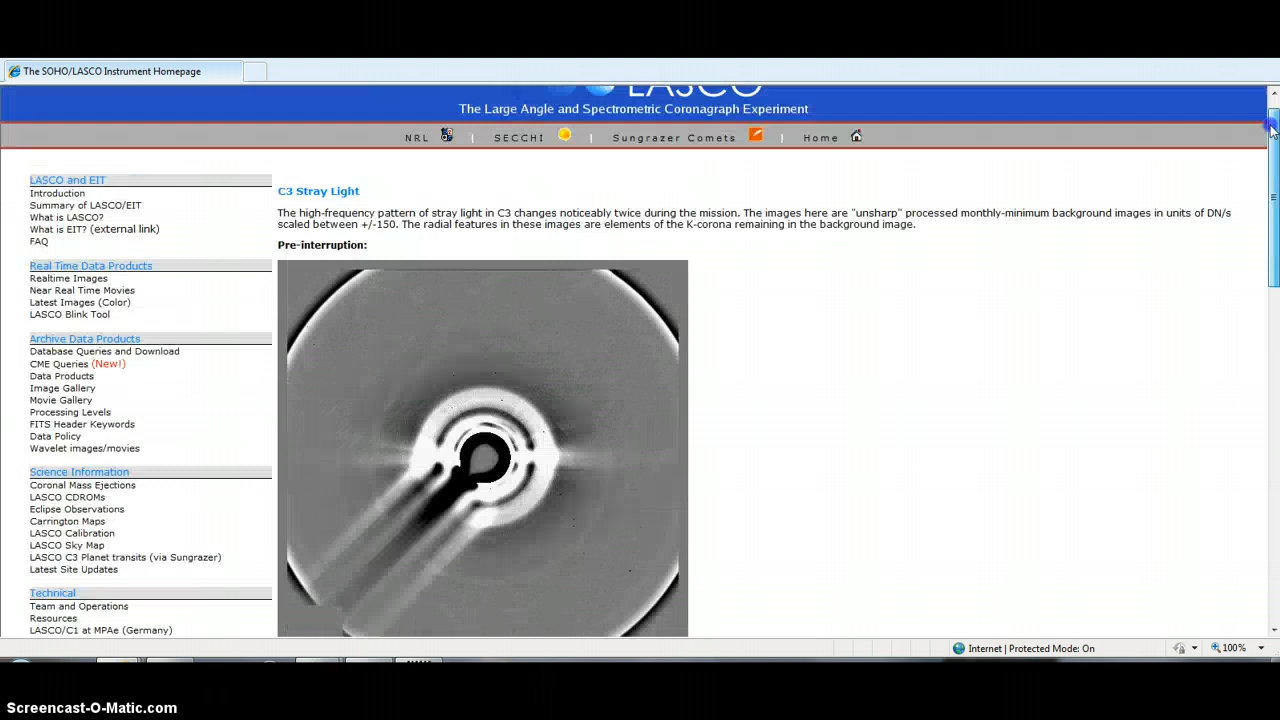 The SOHO/LASCO Instrument Homepage
LASCO
The Large Angle and Spectrometric Coronagraph Experiment
NRL | SECCHI | Sungrazer Comets | Home
LASCO and EIT
Introduction
Summary of LASCO/EIT
What is LASCO?
What is EIT? (external link)
FAQ
Real Time Data Products
Realtime Images
Near Real Time Movies
Latest Images (Color)
LASCO Blink Tool
Archive Data Products
Database Queries and Download
CME Queries (New!)
Data Products
Image Gallery
Movie Gallery
Processing Levels
FITS Header Keywords
Data Policy
Wavelet images/movies
Science Information
Coronal Mass Ejections
LASCO CDROMs
Eclipse Observations
Carrington Maps
LASCO Calibration
LASCO Sky Map
LASCO C3 Planet transits (via Sungrazer)
Latest Site Updates
Technical
Team and Operations
Resources
LASCO/C1 at MPAe (Germany)
C3 Stray Light
The high-frequency pattern of stray light in C3 changes noticeably twice during the mission. The images here are "unsharp" processed monthly-minimum background images in units of DN/s
scaled between +/-150. The radial features in these images are elements of the K-corona remaining in the background image.
Pre-interruption:
Internet | Protected Mode: On
100%
Screencast-O-Matic.com